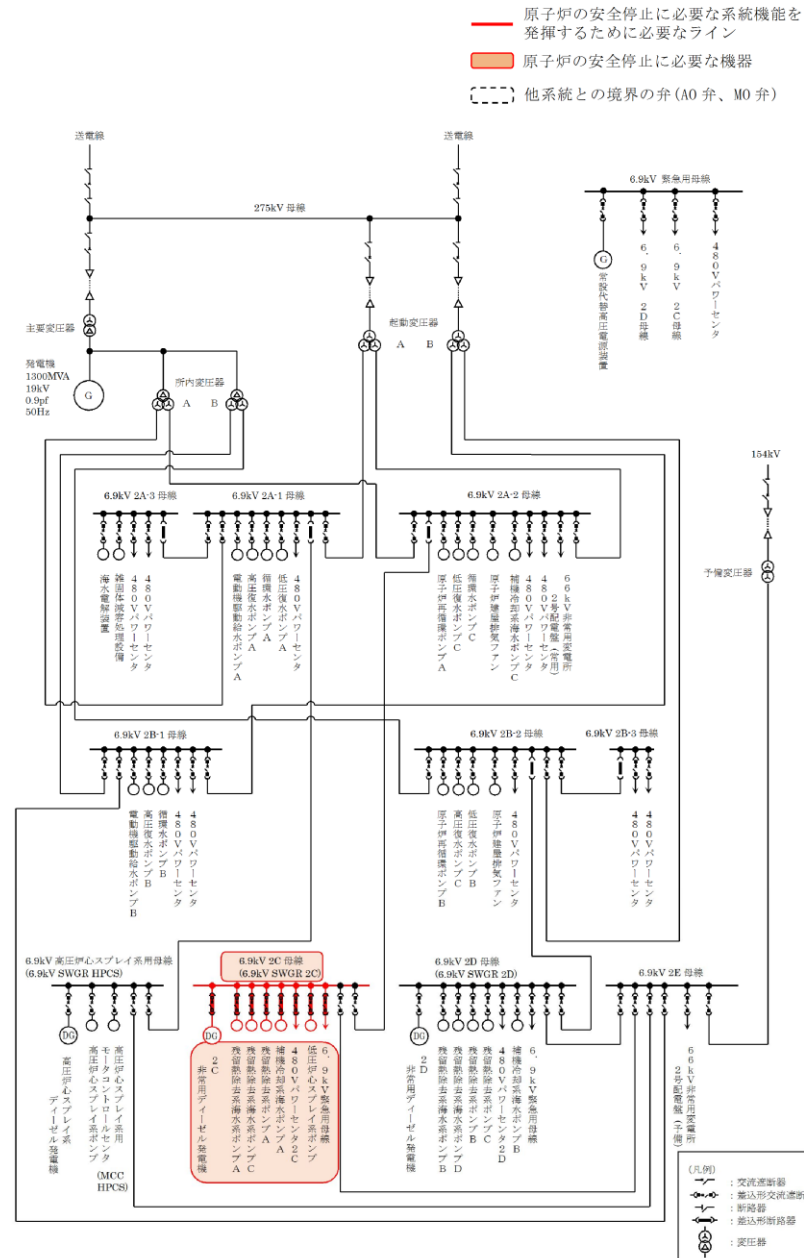 原子炉の安全停止に必要な系統機能を
発揮するために必要なライン
原子炉の安全停止に必要な機器
他系統との境界の弁(AO 弁、MO 弁)
送電線
送電線
275kV 母線
6.9kV 緊急用母線
G
常設代替高圧電源装置
6.9kV 2D母線
6.9kV 2C母線
480Vパワーセンタ
主要変圧器
起動変圧器
A
B
発電機
1300MVA
19kV
0.9pf
50Hz
G
所内変圧器
A
B
154kV
予備変圧器
6.9kV 2A-3 母線
海水電解装置
雑固体減容処理設備
480Vパワーセンタ
480Vパワーセンタ
6.9kV 2A-1 母線
電動機駆動給水ポンプA
高圧復水ポンプA
循環水ポンプA
低圧復水ポンプA
480Vパワーセンタ
6.9kV 2A-2 母線
原子炉再循環ポンプA
低圧復水ポンプC
循環水ポンプC
原子炉建屋排気ファン
補機冷却系海水ポンプC
480Vパワーセンタ
480Vパワーセンタ
66kV非常用変電所
2号配電盤(常用)
6.9kV 2B-1 母線
電動機駆動給水ポンプB
高圧復水ポンプB
循環水ポンプB
480Vパワーセンタ
480Vパワーセンタ
6.9kV 2B-2 母線
原子炉再循環ポンプB
高圧復水ポンプC
低圧復水ポンプB
原子炉建屋排気ファン
480Vパワーセンタ
6.9kV 2B-3 母線
480Vパワーセンタ
480Vパワーセンタ
6.9kV 高圧炉心スプレイ系用母線
(6.9kV SWGR HPCS)
DG
高圧炉心スプレイ系
ディーゼル発電機
高圧炉心スプレイ系ポンプ
高圧炉心スプレイ系用
モータコントロールセンタ
(MCC
HPCS)
6.9kV 2C 母線
(6.9kV SWGR 2C)
DG
2C
非常用ディーゼル発電機
残留熱除去系海水系ポンプA
残留熱除去系海水系ポンプC
残留熱除去系ポンプA
補機冷却系海水ポンプA
480Vパワーセンタ2C
低圧炉心スプレイ系ポンプ
6.9kV緊急用母線
6.9kV 2D 母線
(6.9kV SWGR 2D)
DG
2D
非常用ディーゼル発電機
残留熱除去系海水系ポンプB
残留熱除去系海水系ポンプD
残留熱除去系ポンプB
残留熱除去系ポンプC
480Vパワーセンタ2D
補機冷却系海水ポンプB
6.9kV緊急用母線
6.9kV 2E 母線
66kV非常用変電所
2号配電盤(予備)
(凡例)
:交流遮断器
:差込形交流遮断
:断路器
:差込形断路器
:変圧器